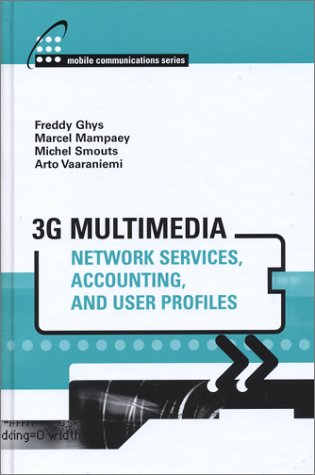 mobile communications series
Freddy Ghys
Marcel Mampaey
Michel Smouts
Arto Vaaraniemi
3G MULTIMEDIA
NETWORK SERVICES,
ACCOUNTING,
AND USER PROFILES
dding=0 width